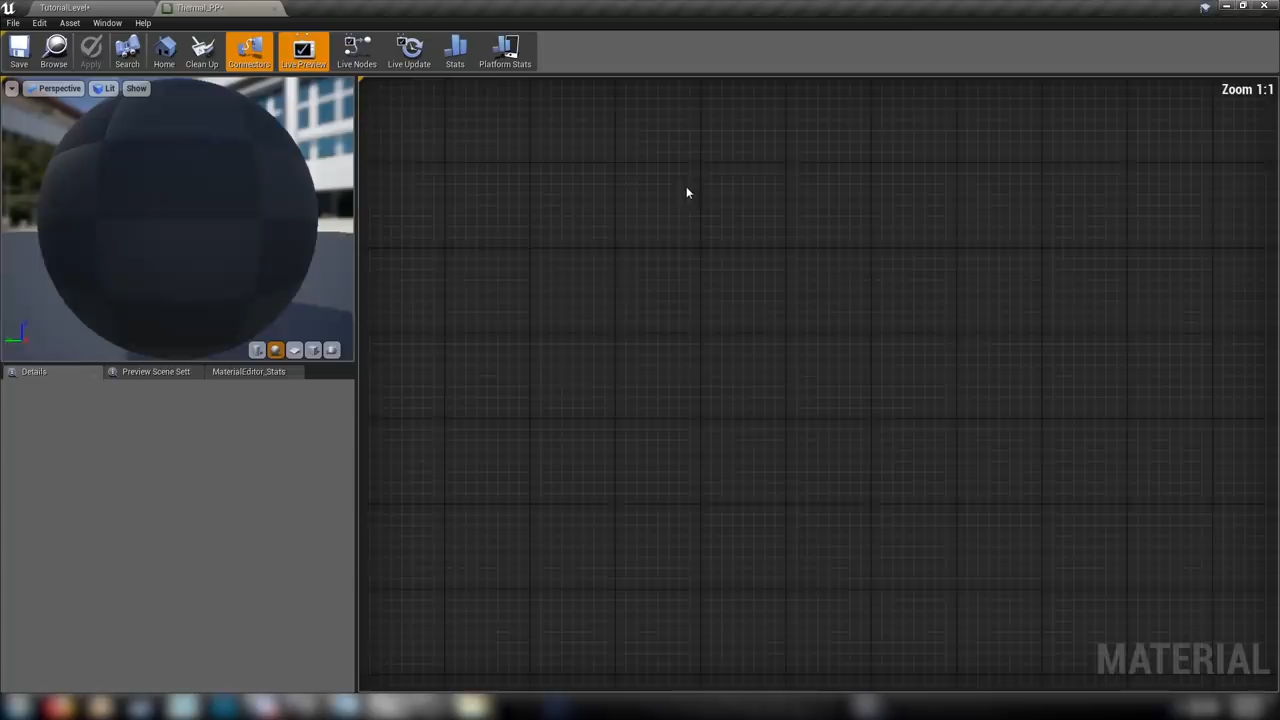 TutorialLevel*
Thermal_PP*
File Edit Asset Window Help
Save Browse Apply Search Home Clean Up Connectors Live Preview Live Nodes Live Update Stats Platform Stats
Perspective Lit Show
Zoom 1:1
Details Preview Scene Sett MaterialEditor_Stats
MATERIAL